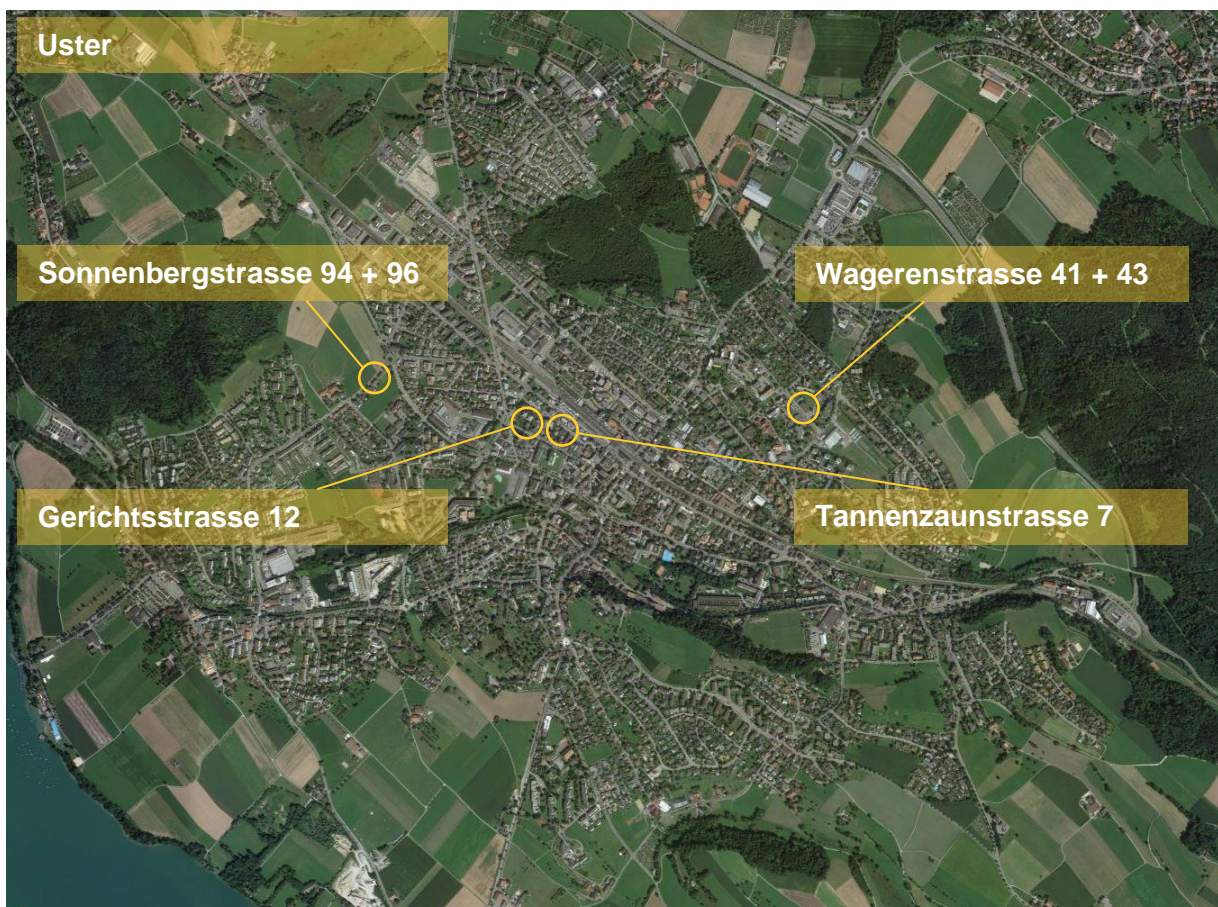 Uster
Sonnenbergstrasse 94 + 96
Wagerenstrasse 41 + 43
Gerichtsstrasse 12
Tannenzaunstrasse 7